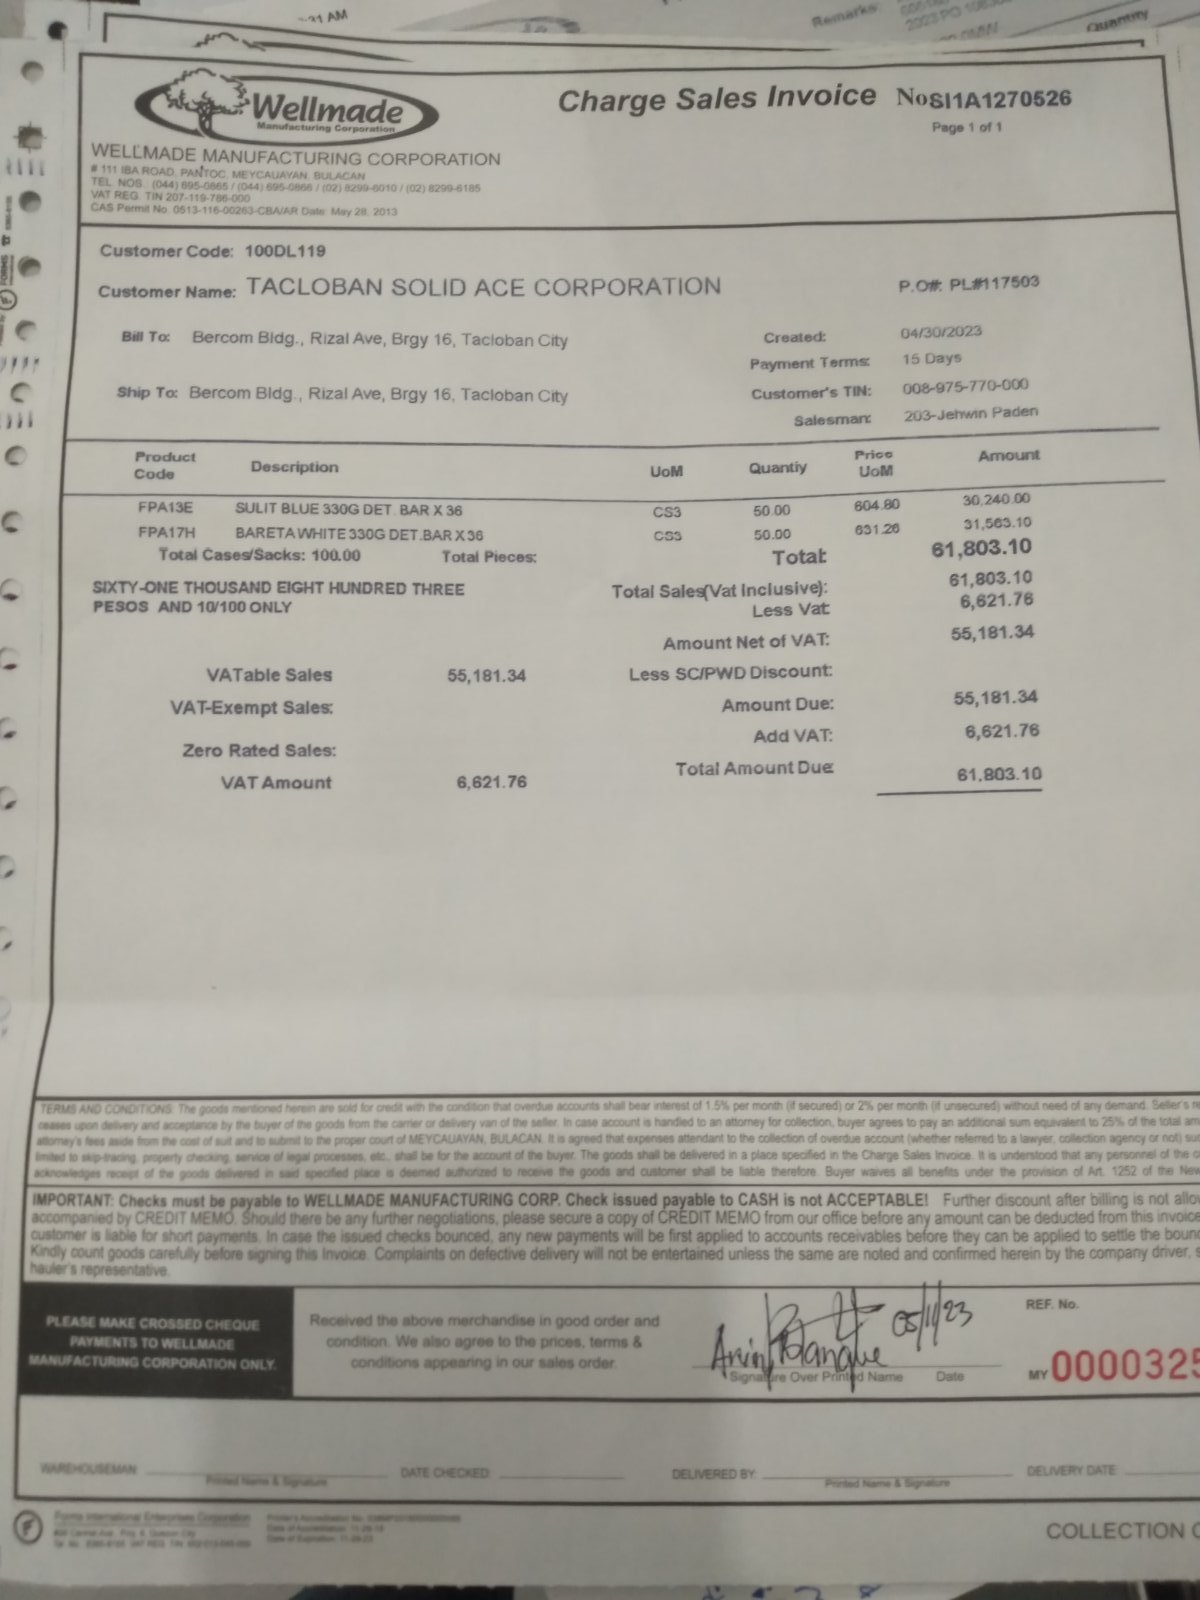 Remarks
Quantity
Wellmade
Manufacturing Corporation
Charge Sales Invoice NoSI1A1270526
Page 1 of 1
WELLMADE MANUFACTURING CORPORATION
# 111 IBA ROAD, PANTOC, MEYCAUAYAN, BULACAN
TEL NOS. (044) 695-0865 / (044) 695-0866 / (02) 8299-6010 / (02) 8299-6185
VAT REG. TIN 207-119-786-000
CAS Permit No. 0513-116-00263-CBA/AR Date: May 28, 2013
Customer Code: 100DL119
Customer Name: TACLOBAN SOLID ACE CORPORATION
P.O#: PL#117503
Bill To: Bercom Bldg., Rizal Ave, Brgy 16, Tacloban City
Created: 04/30/2023
Payment Terms: 15 Days
Ship To: Bercom Bldg., Rizal Ave, Brgy 16, Tacloban City
Customer's TIN: 008-975-770-000
Salesman: 203-Jehwin Paden
Product Code Description UoM Quantiy Price UoM Amount
FPA13E SULIT BLUE 330G DET. BAR X 36 CS3 50.00 604.80 30,240.00
FPA17H BARETA WHITE 330G DET.BAR X 36 CS3 50.00 631.26 31,563.10
Total Cases/Sacks: 100.00 Total Pieces: Total: 61,803.10
SIXTY-ONE THOUSAND EIGHT HUNDRED THREE
PESOS AND 10/100 ONLY
Total Sales(Vat Inclusive): 61,803.10
Less Vat: 6,621.76
Amount Net of VAT: 55,181.34
VATable Sales 55,181.34
Less SC/PWD Discount:
VAT-Exempt Sales:
Amount Due: 55,181.34
Zero Rated Sales:
Add VAT: 6,621.76
VAT Amount 6,621.76
Total Amount Due: 61,803.10
TERMS AND CONDITIONS: The goods mentioned herein are sold for credit with the condition that overdue accounts shall bear interest of 1.5% per month (if secured) or 2% per month (if unsecured) without need of any demand. Seller's
ceases upon delivery and acceptance by the buyer of the goods from the carrier or delivery van of the seller. In case account is handled to an attorney for collection, buyer agrees to pay an additional sum equivalent to 25% of the total
attorney's fees aside from the cost of suit and to submit to the proper court of MEYCAUAYAN, BULACAN. It is agreed that expenses attendant to the collection of overdue account (whether referred to a lawyer, collection agency or not)
limited to skip-tracing, property checking, service of legal processes, etc., shall be for the account of the buyer. The goods shall be delivered in a place specified in the Charge Sales Invoice. It is understood that any personnel of the
acknowledges receipt of the goods delivered in said specified place is deemed authorized to receive the goods and customer shall be liable therefore. Buyer waives all benefits under the provision of Art. 1252 of the New
IMPORTANT: Checks must be payable to WELLMADE MANUFACTURING CORP. Check issued payable to CASH is not ACCEPTABLE! Further discount after billing is not
accompanied by CREDIT MEMO. Should there be any further negotiations, please secure a copy of CREDIT MEMO from our office before any amount can be deducted from this invoice
customer is liable for short payments. In case the issued checks bounced, any new payments will be first applied to accounts receivables before they can be applied to settle the
Kindly count goods carefully before signing this Invoice. Complaints on defective delivery will not be entertained unless the same are noted and confirmed herein by the company driver,
hauler's representative.
PLEASE MAKE CROSSED CHEQUE
PAYMENTS TO WELLMADE
MANUFACTURING CORPORATION ONLY.
Received the above merchandise in good order and
condition. We also agree to the prices, terms &
conditions appearing in our sales order.
05/11/23
Signature Over Printed Name Date
REF. No.
MY 0000325
WAREHOUSEMAN Printed Name & Signature
DATE CHECKED:
DELIVERED BY: Printed Name & Signature
DELIVERY DATE:
Forms International Enterprises Corporation
COLLECTION